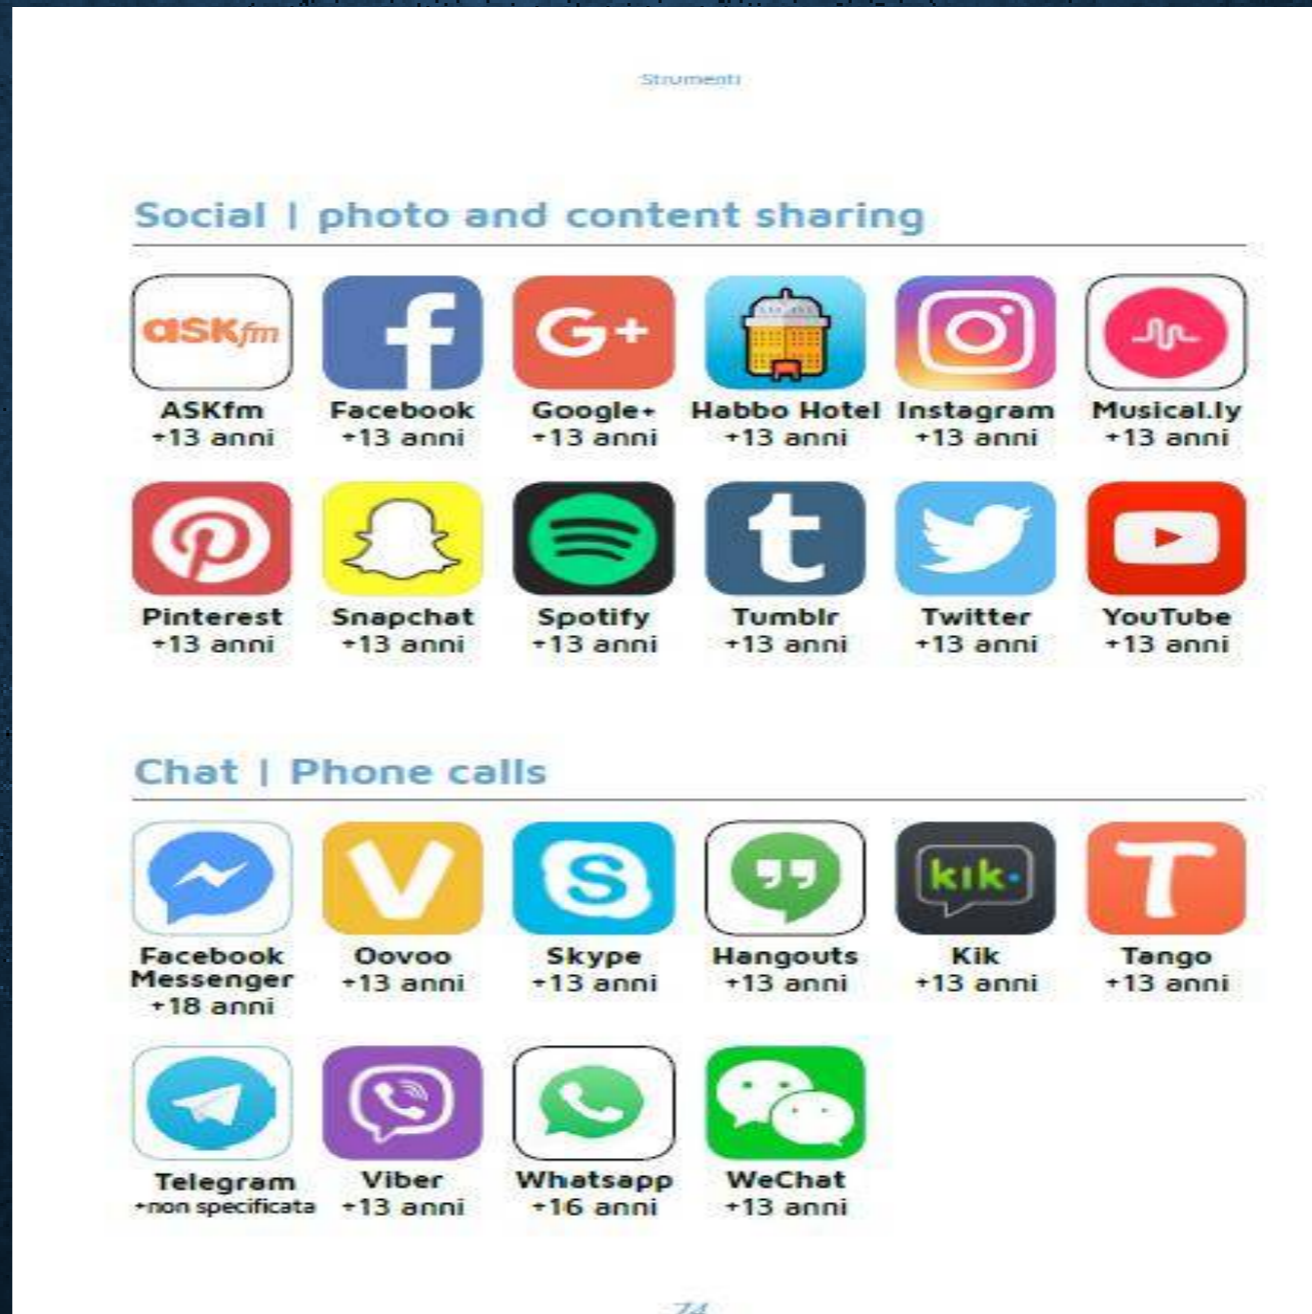 Strumenti
Social | photo and content sharing
ASKfm
G+
kik
ASKfm Facebook Google+ Habbo Hotel Instagram Musical.ly
+13 anni +13 anni +13 anni +13 anni +13 anni +13 anni
Pinterest Snapchat Spotify Tumblr Twitter YouTube
+13 anni +13 anni +13 anni +13 anni +13 anni +13 anni
Chat | Phone calls
Facebook Messenger Oovoo Skype Hangouts Kik Tango
+18 anni +13 anni +13 anni +13 anni +13 anni +13 anni
Telegram Viber Whatsapp WeChat
+non specificata +13 anni +16 anni +13 anni
74